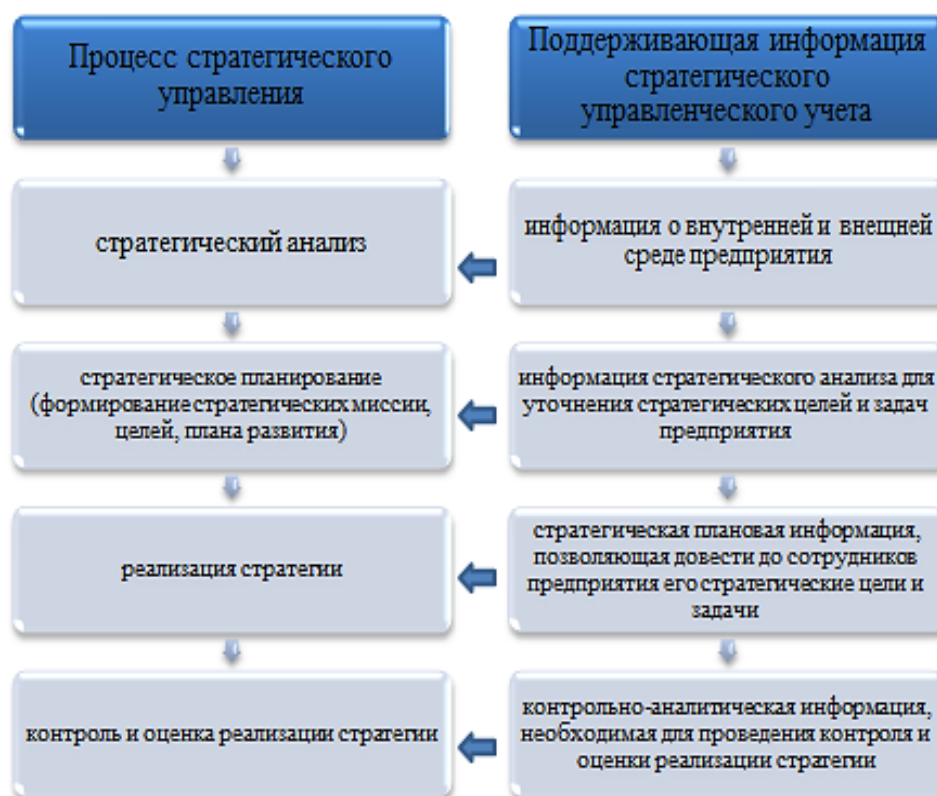 Процесс стратегического
управления
Поддерживающая информация
стратегического
управленческого учета
стратегический анализ
информация о внутренней и внещней
среде предприятия
стратегическое планирование
(формирование стратегических миссии,
целей, плана развития)
информация стратегического анализа для
уточнения стратегических целей и задач
предприятия
реализация стратегии
стратегическая плановая информация,
позволяющая довести до сотрудников
предприятия его стратегические цели и
задачи
контроль и оценка реализации стратегии
контрольно-аналитическая информация,
необходимая для проведения контроля и
оценки реализации стратегии